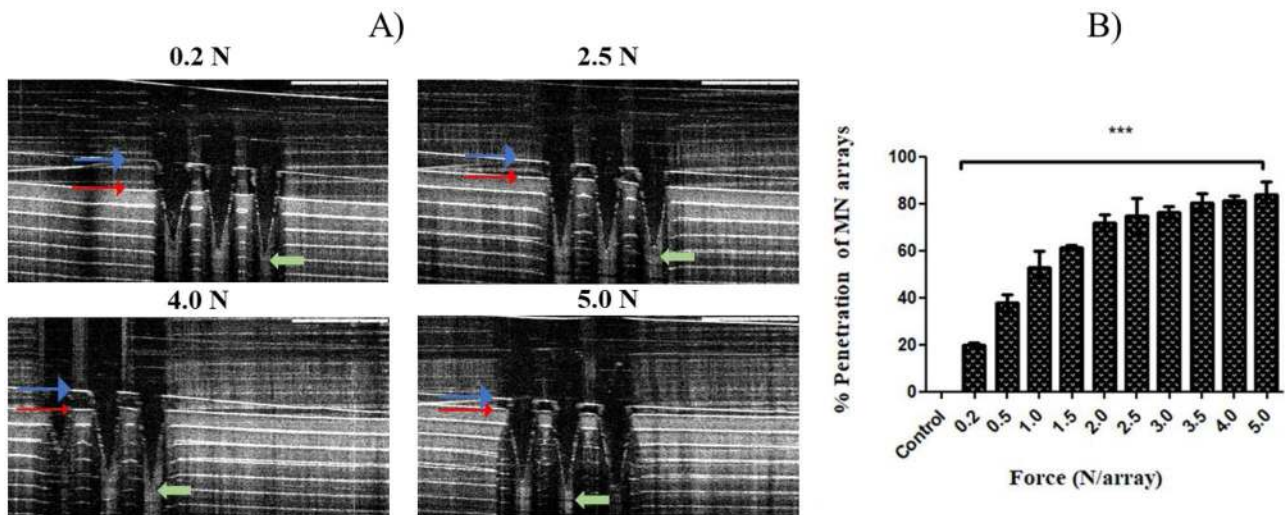 A)
0.2 N
2.5 N
4.0 N
5.0 N
B)
***
% Penetration of MN arrays
100
80
60
40
20
0
Control
0.2
0.5
1.0
1.5
2.0
2.5
3.0
3.5
4.0
5.0
Force (N/array)